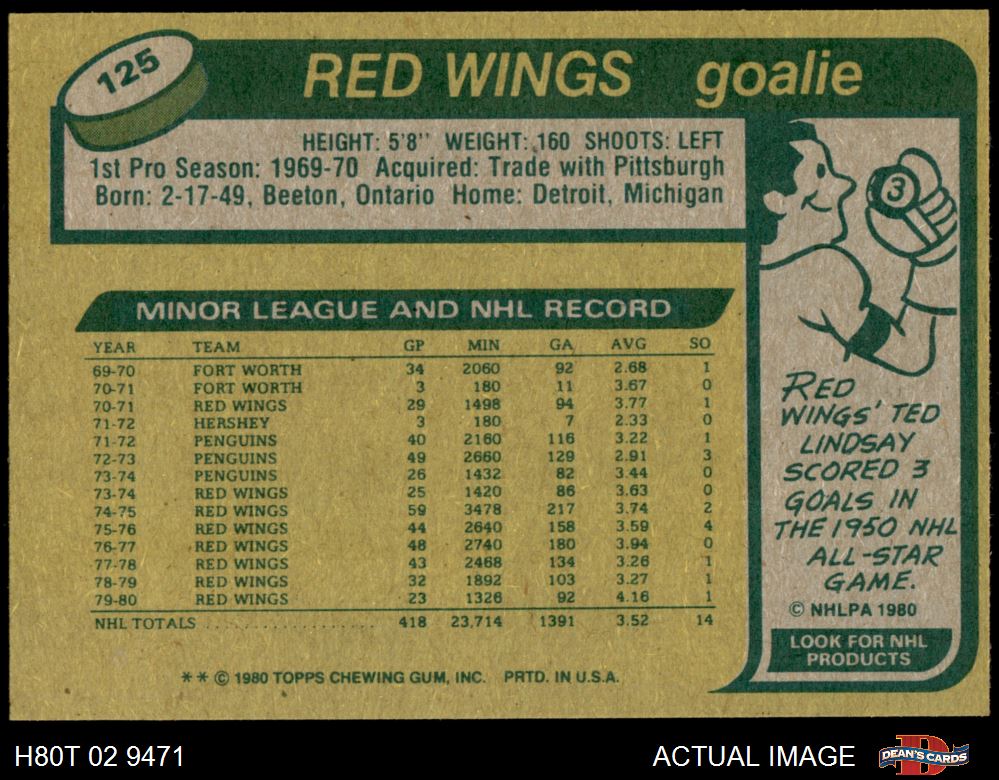 125
RED WINGS goalie
HEIGHT: 5'8'' WEIGHT: 160 SHOOTS: LEFT
1st Pro Season: 1969-70 Acquired: Trade with Pittsburgh
Born: 2-17-49, Beeton, Ontario Home: Detroit, Michigan
3
MINOR LEAGUE AND NHL RECORD
YEAR TEAM GP MIN GA AVG SO
69-70 FORT WORTH 34 2060 92 2.68 1
70-71 FORT WORTH 3 180 11 3.67 0
70-71 RED WINGS 29 1498 94 3.77 1
71-72 HERSHEY 3 180 7 2.33 0
71-72 PENGUINS 40 2160 116 3.22 1
72-73 PENGUINS 49 2660 129 2.91 3
73-74 PENGUINS 26 1432 82 3.44 0
73-74 RED WINGS 25 1420 86 3.63 0
74-75 RED WINGS 59 3478 217 3.74 2
75-76 RED WINGS 44 2640 158 3.59 4
76-77 RED WINGS 48 2740 180 3.94 0
77-78 RED WINGS 43 2468 134 3.26 1
78-79 RED WINGS 32 1892 103 3.27 1
79-80 RED WINGS 23 1326 92 4.16 1
NHL TOTALS . . . . . . . . . . . . . . . . . . . . . 418 23,714 1391 3.52 14
RED
WINGS' TED
LINDSAY
SCORED 3
GOALS IN
THE 1950 NHL
ALL-STAR
GAME.
© NHLPA 1980
LOOK FOR NHL
PRODUCTS
** © 1980 TOPPS CHEWING GUM, INC. PRTD. IN U.S.A.
H80T 02 9471 ACTUAL IMAGE
DEAN'S CARDS